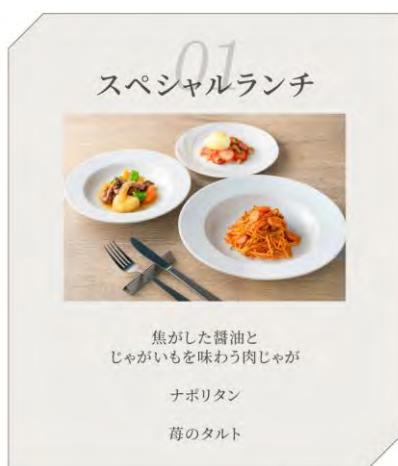 01
スペシャルランチ
焦がした醤油と
じゃがいもを味わう肉じゃが
ナポリタン
苺のタルト